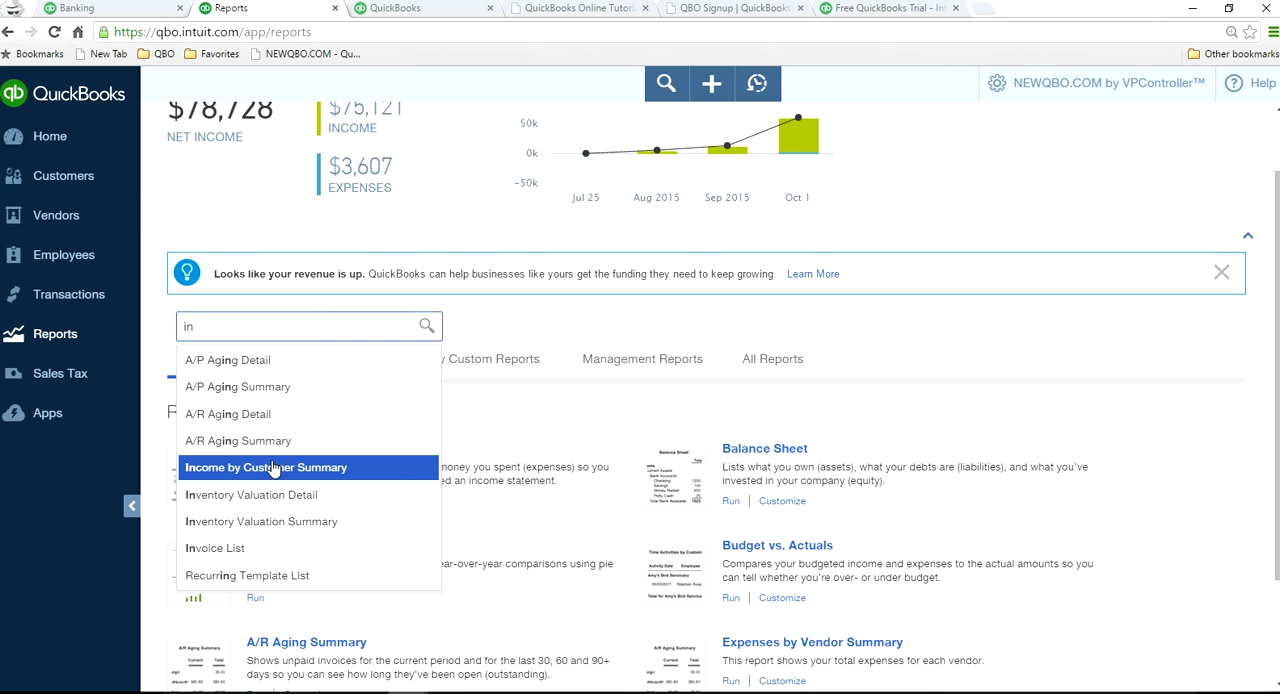 Banking
Reports
QuickBooks
QuickBooks Online Tutori
QBO Signup | QuickBooks
Free QuickBooks Trial - Int
https://qbo.intuit.com/app/reports
Bookmarks
New Tab
QBO
Favorites
NEWQBO.COM - Qu...
Other bookmarks
qb QuickBooks
NEWQBO.COM by VPController™
Help
Home
Customers
Vendors
Employees
Transactions
Reports
Sales Tax
Apps
$78,728
NET INCOME
$75,121
INCOME
$3,607
EXPENSES
50k
0k
-50k
Jul 25
Aug 2015
Sep 2015
Oct 1
Looks like your revenue is up. QuickBooks can help businesses like yours get the funding they need to keep growing. Learn More
in
A/P Aging Detail
A/P Aging Summary
A/R Aging Detail
A/R Aging Summary
Income by Customer Summary
Inventory Valuation Detail
Inventory Valuation Summary
Invoice List
Recurring Template List
y Custom Reports
Management Reports
All Reports
R
oney you spent (expenses) so you
ed an income statement.
Balance Sheet
Lists what you own (assets), what your debts are (liabilities), and what you've
invested in your company (equity).
Run | Customize
ear-over-year comparisons using pie
Run
Budget vs. Actuals
Compares your budgeted income and expenses to the actual amounts so you
can tell whether you're over- or under budget.
Run | Customize
A/R Aging Summary
Shows unpaid invoices for the current period and for the last 30, 60 and 90+
days so you can see how long they've been open (outstanding).
Expenses by Vendor Summary
This report shows your total expenses for each vendor.
Run | Customize